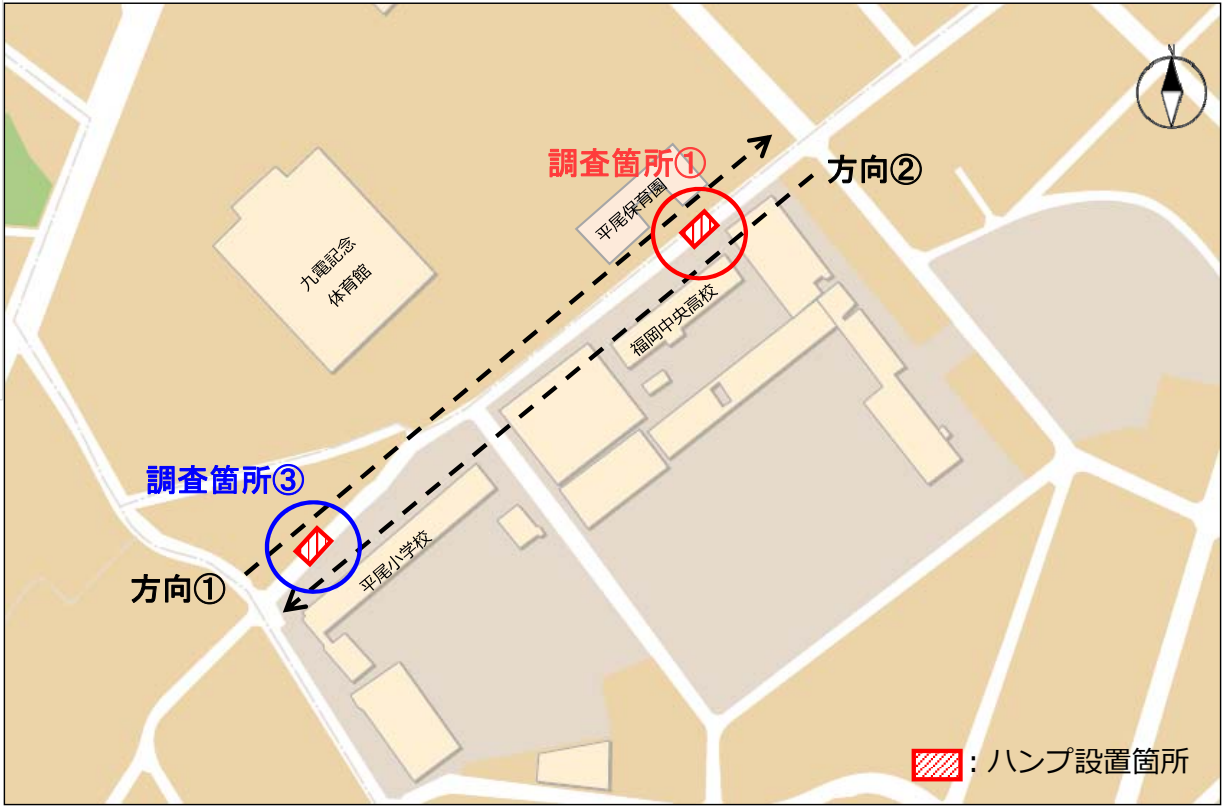 N
調査箇所①
方向②
平尾保育園
九電記念
体育館
福岡中央高校
調査箇所③
平尾小学校
方向①
：ハンプ設置箇所